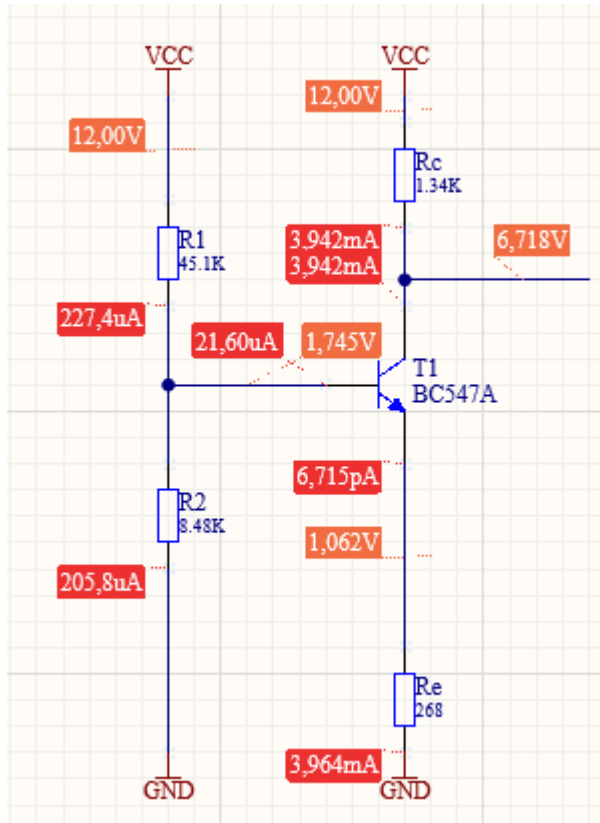 VCC
VCC
12,00V
12,00V
Rc
1.34K
R1
45.1K
3,942mA
6,718V
3,942mA
227,4uA
21,60uA
1,745V
T1
BC547A
6,715pA
R2
8.48K
1,062V
205,8uA
Re
268
3,964mA
GND
GND